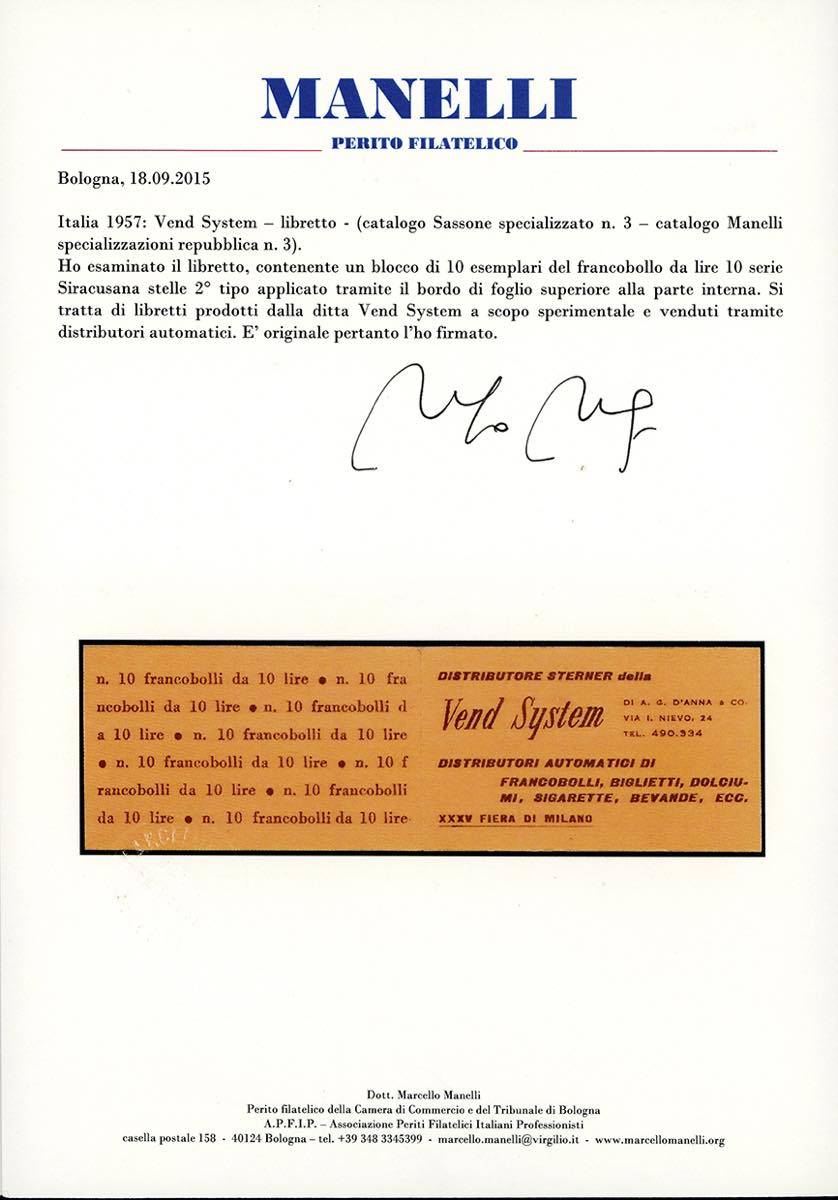 MANELLI
PERITO FILATELICO
Bologna, 18.09.2015
Italia 1957: Vend System – libretto - (catalogo Sassone specializzato n. 3 – catalogo Manelli
specializzazioni repubblica n. 3).
Ho esaminato il libretto, contenente un blocco di 10 esemplari del francobollo da lire 10 serie
Siracusana stelle 2° tipo applicato tramite il bordo di foglio superiore alla parte interna. Si
tratta di libretti prodotti dalla ditta Vend System a scopo sperimentale e venduti tramite
distributori automatici. E' originale pertanto l'ho firmato.
n. 10 francobolli da 10 lire ● n. 10 fra
ncobolli da 10 lire ● n. 10 francobolli d
a 10 lire ● n. 10 francobolli da 10 lire
● n. 10 francobolli da 10 lire ● n. 10 f
rancobolli da 10 lire ● n. 10 francobolli
da 10 lire ● n. 10 francobolli da 10 lire
DISTRIBUTORE STERNER della
Vend System
DI A. G. D'ANNA & CO.
VIA I. NIEVO, 24
TEL. 490.334
DISTRIBUTORI AUTOMATICI DI
FRANCOBOLLI, BIGLIETTI, DOLCIU-
MI, SIGARETTE, BEVANDE, ECC.
XXXV FIERA DI MILANO
Dott. Marcello Manelli
Perito filatelico della Camera di Commercio e del Tribunale di Bologna
A.P.F.I.P. – Associazione Periti Filatelici Italiani Professionisti
casella postale 158 - 40124 Bologna – tel. +39 348 3345399 - marcello.manelli@virgilio.it - www.marcellomanelli.org